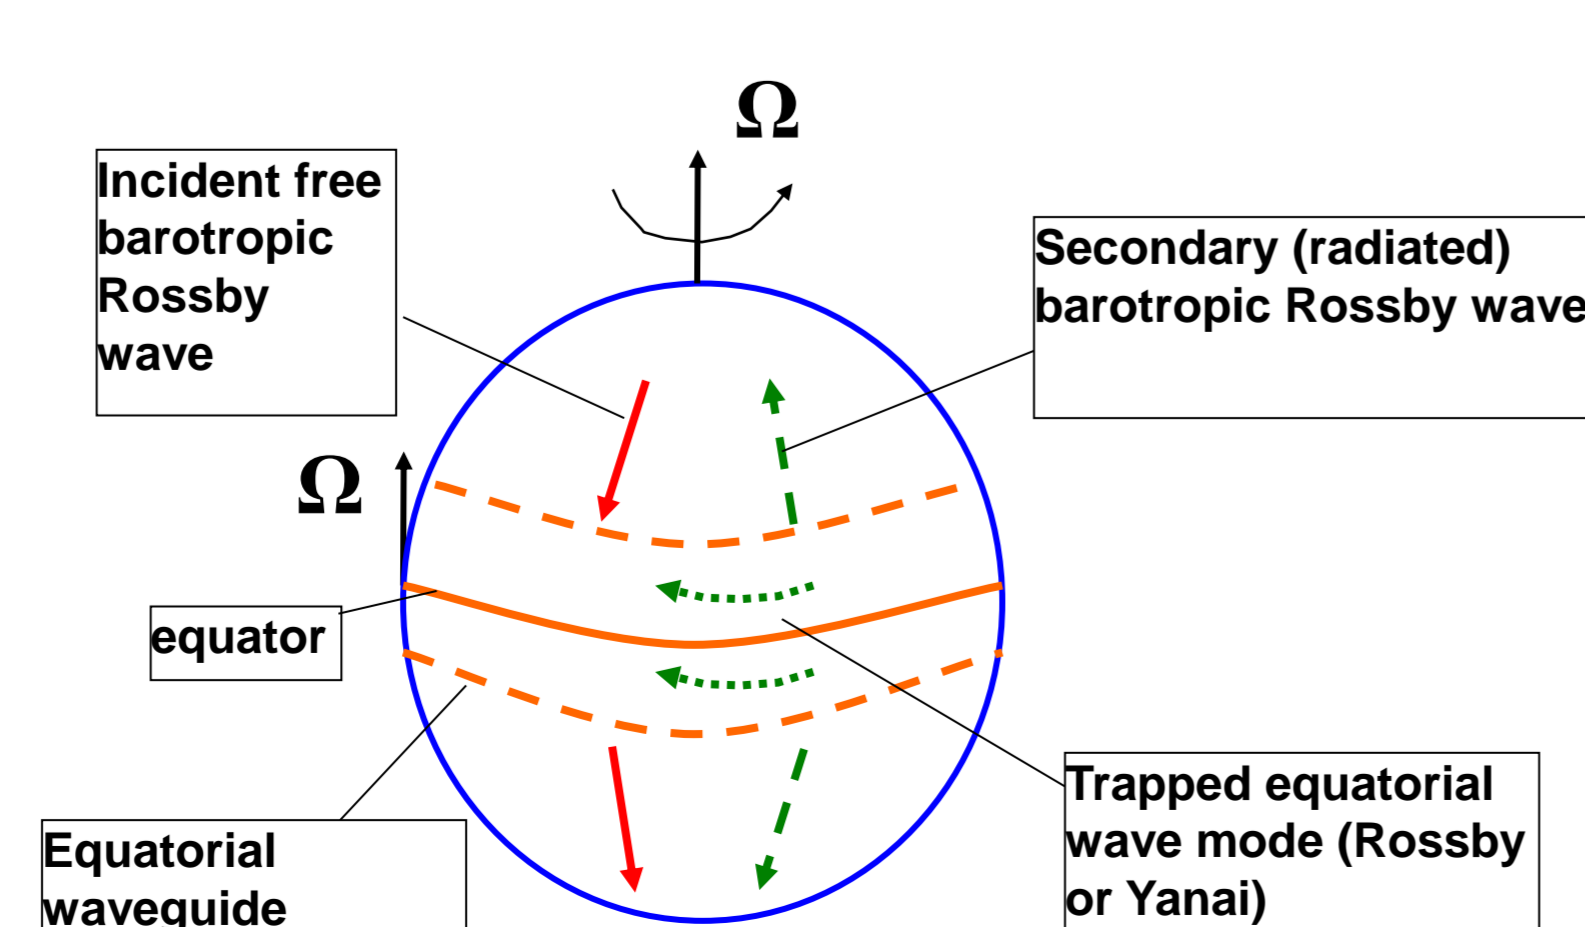 Ω
Incident free
barotropic
Rossby
wave
Secondary (radiated)
barotropic Rossby wave
Ω
equator
Trapped equatorial
wave mode (Rossby
or Yanai)
Equatorial
waveguide